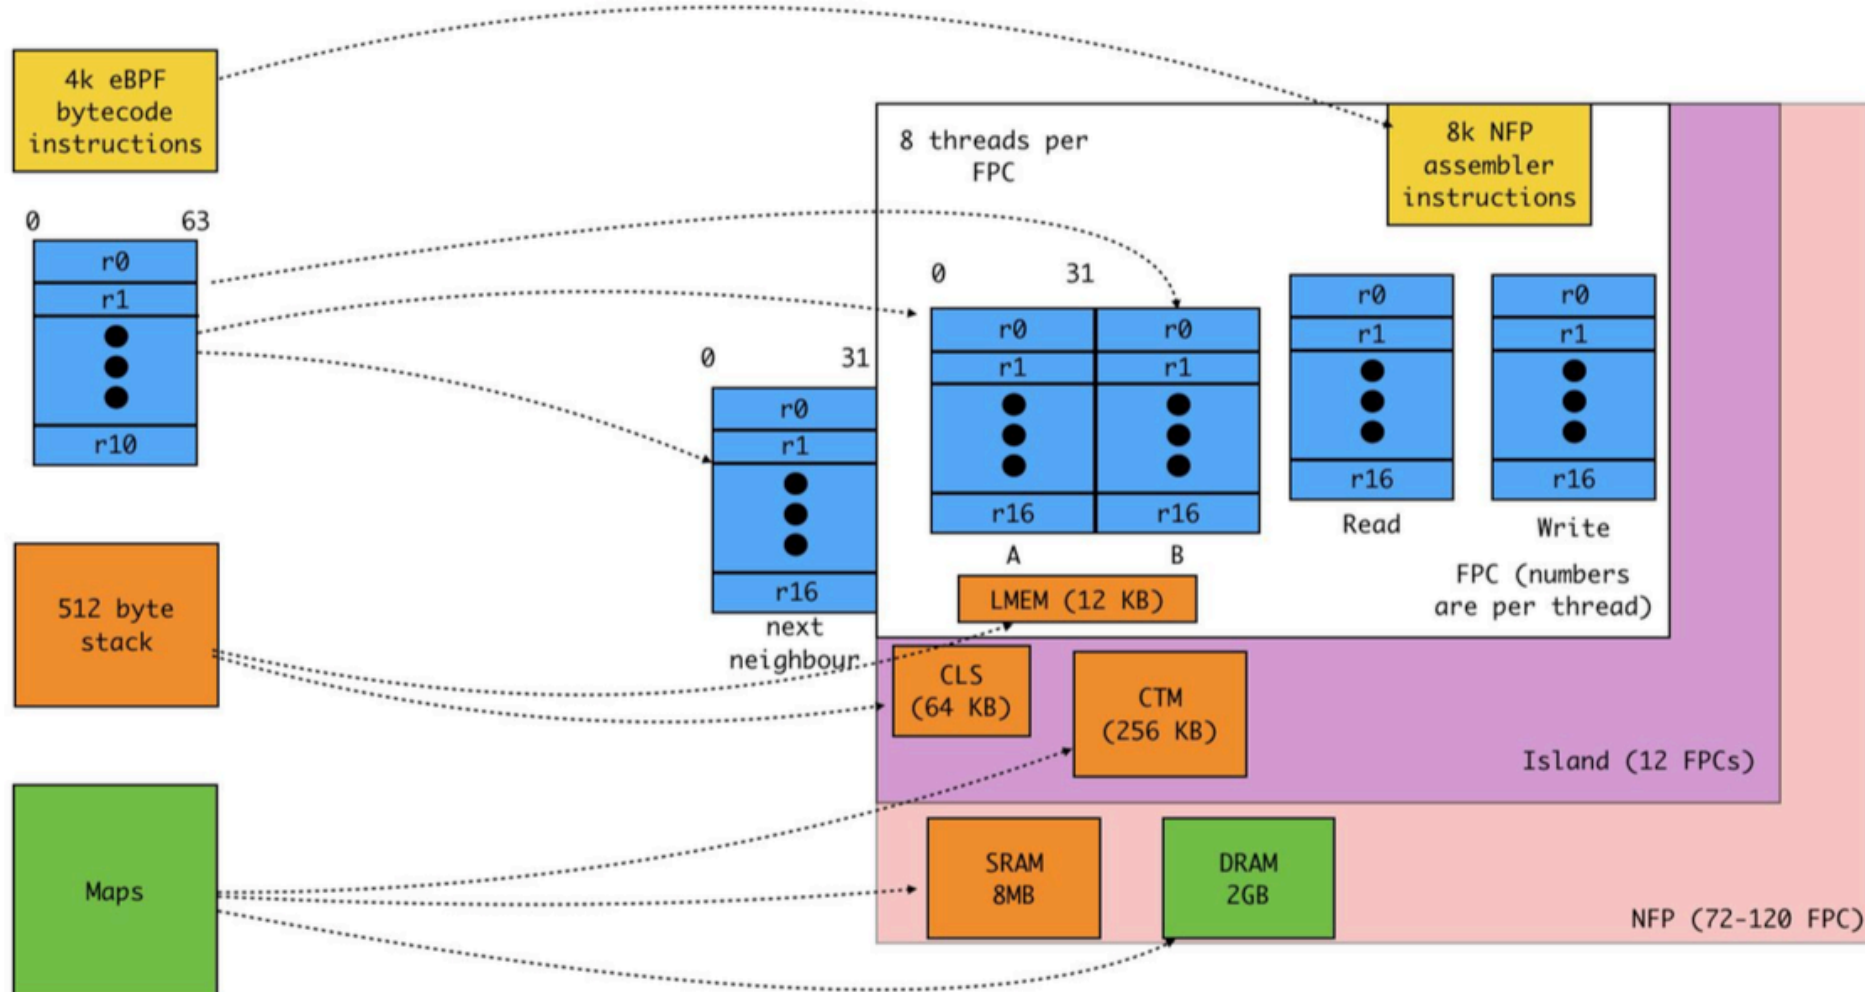 4k eBPF
bytecode
instructions
0 63
r0
r1
r10
512 byte
stack
Maps
0 31
r0
r1
r16
next
neighbour
8 threads per
FPC
8k NFP
assembler
instructions
0 31
r0 r0
r1 r1
r16 r16
A B
r0
r1
r16
Read
r0
r1
r16
Write
FPC (numbers
are per thread)
LMEM (12 KB)
CLS
(64 KB)
CTM
(256 KB)
Island (12 FPCs)
SRAM
8MB
DRAM
2GB
NFP (72-120 FPC)